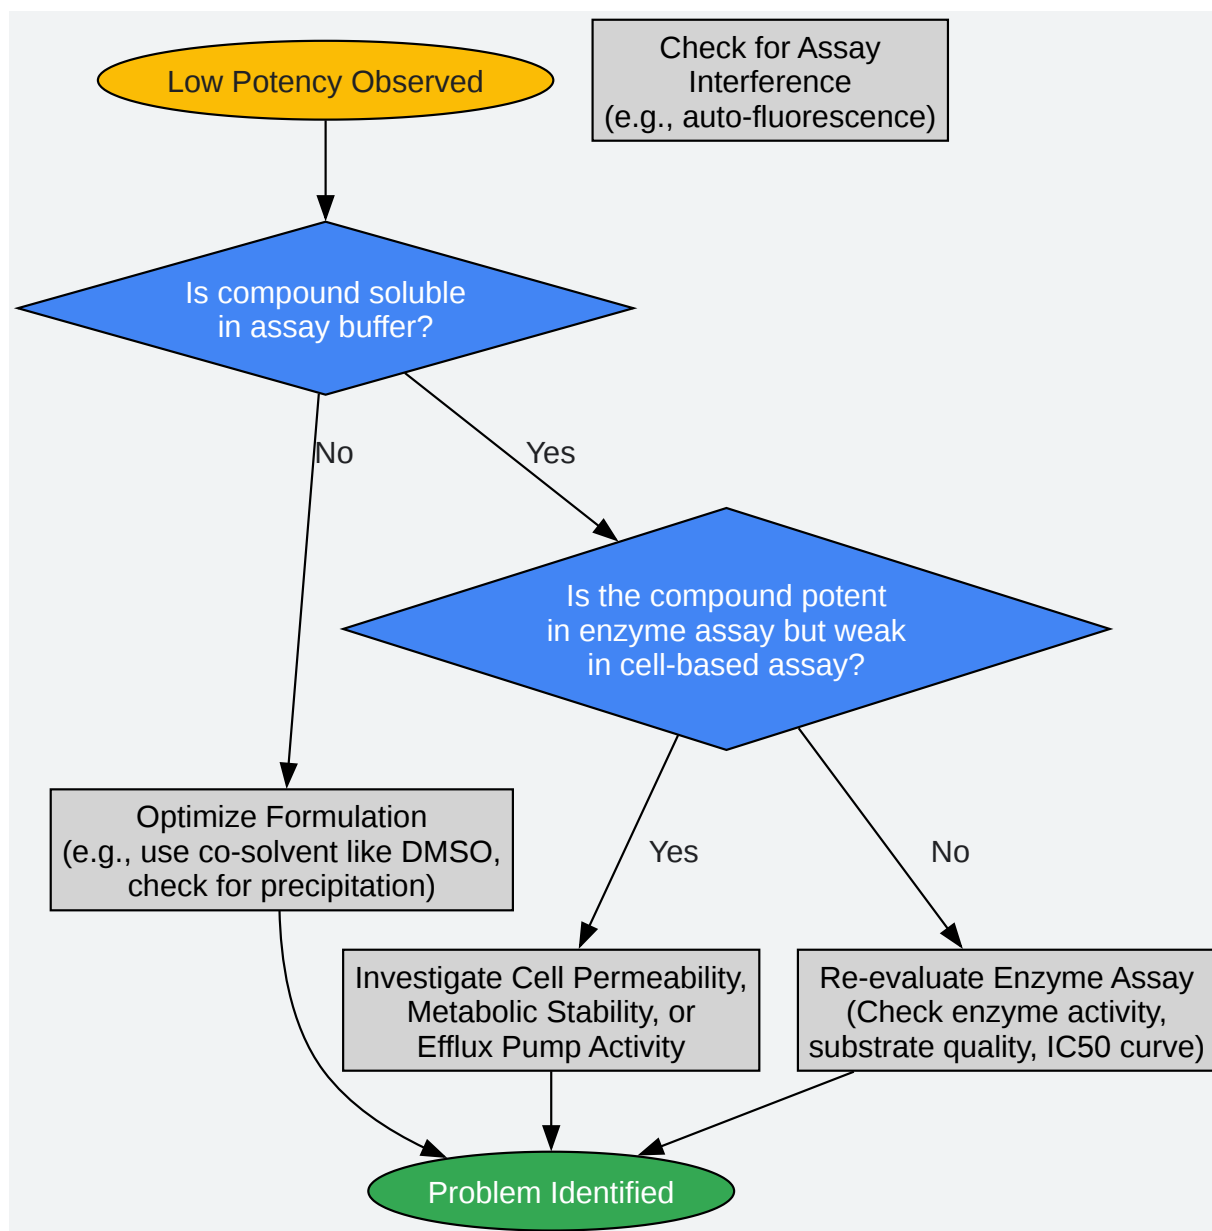 Low Potency Observed
Check for Assay
Interference
(e.g., auto-fluorescence)
Is compound soluble
in assay buffer?
No
Yes
Is the compound potent
in enzyme assay but weak
in cell-based assay?
Optimize Formulation
(e.g., use co-solvent like DMSO,
check for precipitation)
Yes
No
Investigate Cell Permeability,
Metabolic Stability, or
Efflux Pump Activity
Re-evaluate Enzyme Assay
(Check enzyme activity,
substrate quality, IC50 curve)
Problem Identified